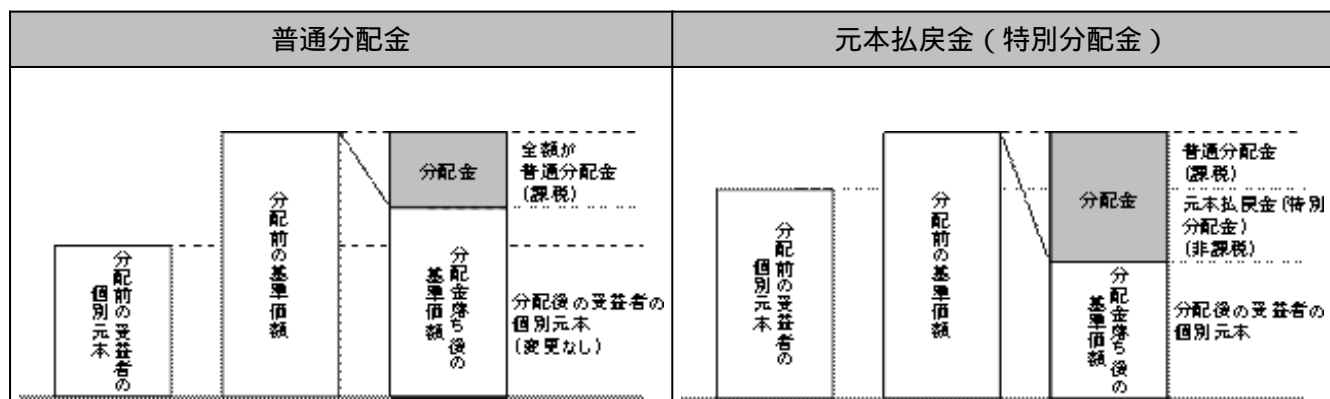 普通分配金
元本払戻金（特別分配金）
分配前の受益者の
個別元本
分配前の基準価額
分配金
分配金落ち後の
基準価額
全額が
普通分配金
(課税)
分配後の受益者の
個別元本
(変更なし)
分配前の受益者の
個別元本
分配前の基準価額
分配金
分配金落ち後の
基準価額
普通分配金
(課税)
元本払戻金(特別
分配金)
(非課税)
分配後の受益者の
個別元本